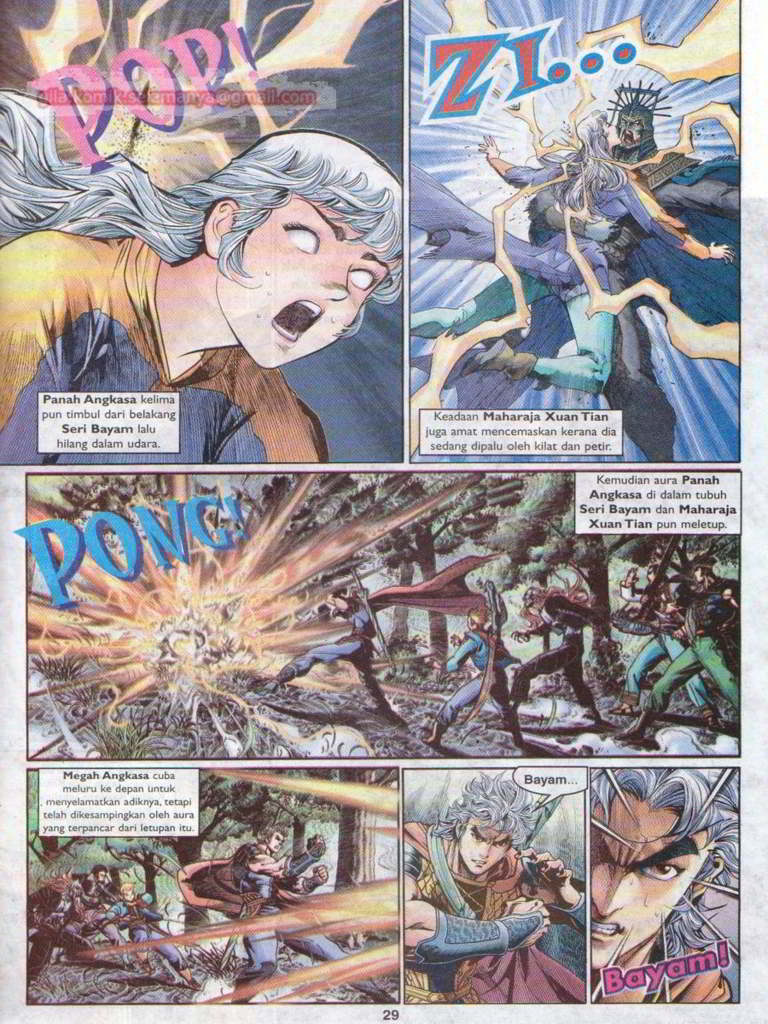 POP!
Panah Angkasa kelima
pun timbul dari belakang
Seri Bayam lalu
hilang dalam udara.
ZI...
Keadaan Maharaja Xuan Tian
juga amat mencemaskan kerana dia
sedang dipalu oleh kilat dan petir.
PONG!
Kemudian aura Panah
Angkasa di dalam tubuh
Seri Bayam dan Maharaja
Xuan Tian pun meletup.
Megah Angkasa cuba
meluru ke depan untuk
menyelamatkan adiknya, tetapi
telah dikesampingkan oleh aura
yang terpancar dari letupan itu.
Bayam...
Bayam!
29